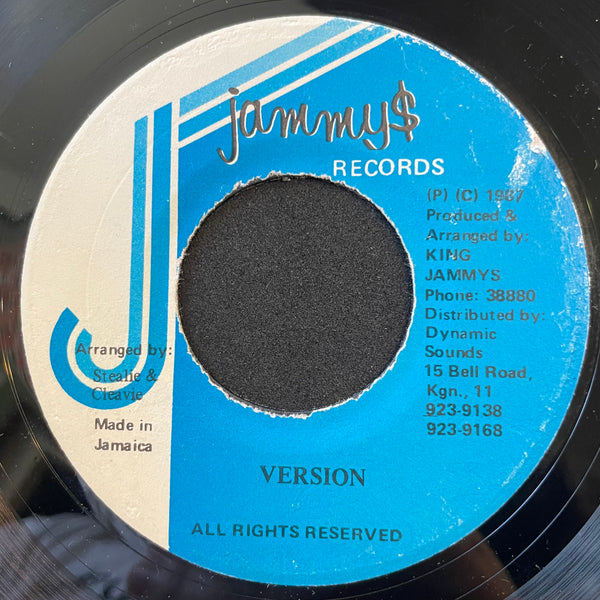 jammy$
RECORDS
(P) (C) 1987
Produced &
Arranged by:
KING
JAMMYS
Phone: 38880
Distributed by:
Dynamic
Sounds
15 Bell Road,
Kgn., 11
923-9138
923-9168
Arranged by:
Stealie &
Cleavie
Made in
Jamaica
VERSION
ALL RIGHTS RESERVED